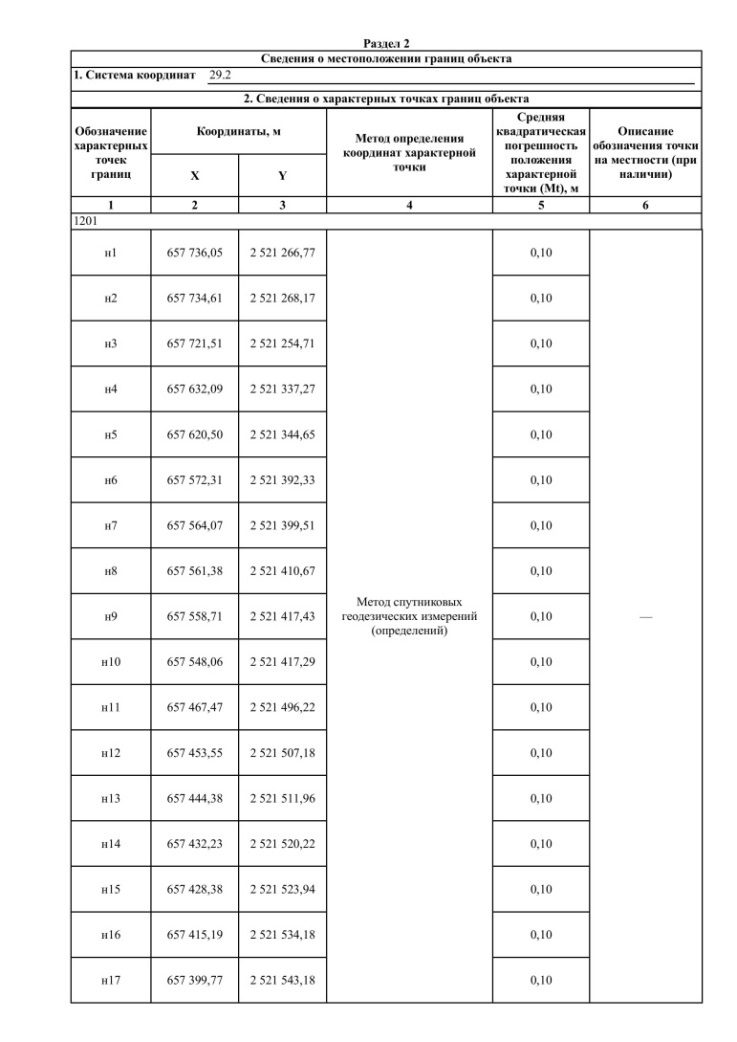 Раздел 2
Сведения о местоположении границ объекта
1. Система координат 29.2
2. Сведения о характерных точках границ объекта
Обозначение характерных точек границ
Координаты, м
X
Y
Метод определения координат характерной точки
Средняя квадратическая погрешность положения характерной точки (Mt), м
Описание обозначения точки на местности (при наличии)
1 2 3 4 5 6
1201
н1 657 736,05 2 521 266,77 0,10
н2 657 734,61 2 521 268,17 0,10
н3 657 721,51 2 521 254,71 0,10
н4 657 632,09 2 521 337,27 0,10
н5 657 620,50 2 521 344,65 0,10
н6 657 572,31 2 521 392,33 0,10
н7 657 564,07 2 521 399,51 0,10
н8 657 561,38 2 521 410,67 0,10
н9 657 558,71 2 521 417,43 Метод спутниковых геодезических измерений (определений) 0,10 —
н10 657 548,06 2 521 417,29 0,10
н11 657 467,47 2 521 496,22 0,10
н12 657 453,55 2 521 507,18 0,10
н13 657 444,38 2 521 511,96 0,10
н14 657 432,23 2 521 520,22 0,10
н15 657 428,38 2 521 523,94 0,10
н16 657 415,19 2 521 534,18 0,10
н17 657 399,77 2 521 543,18 0,10